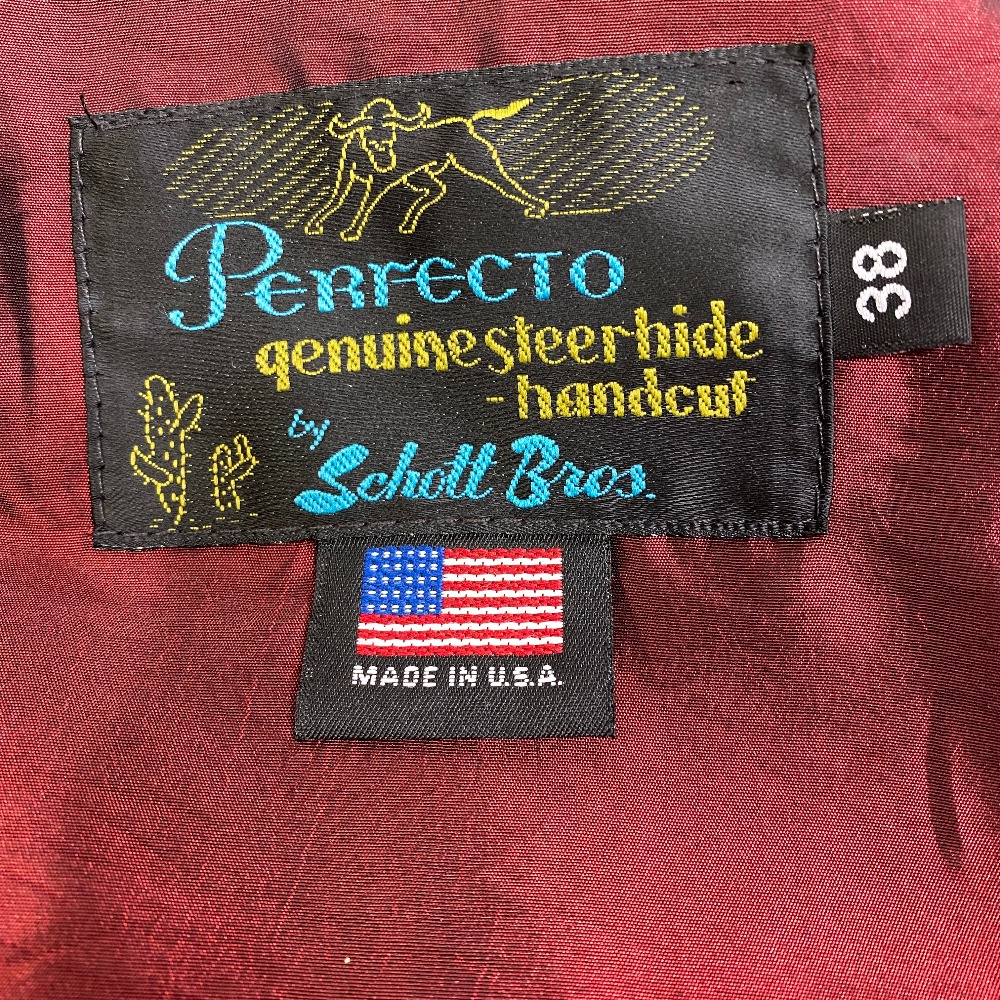 PERFECTO
genuine steerhide
-handcut
by
Schott Bros.
38
MADE IN U.S.A.